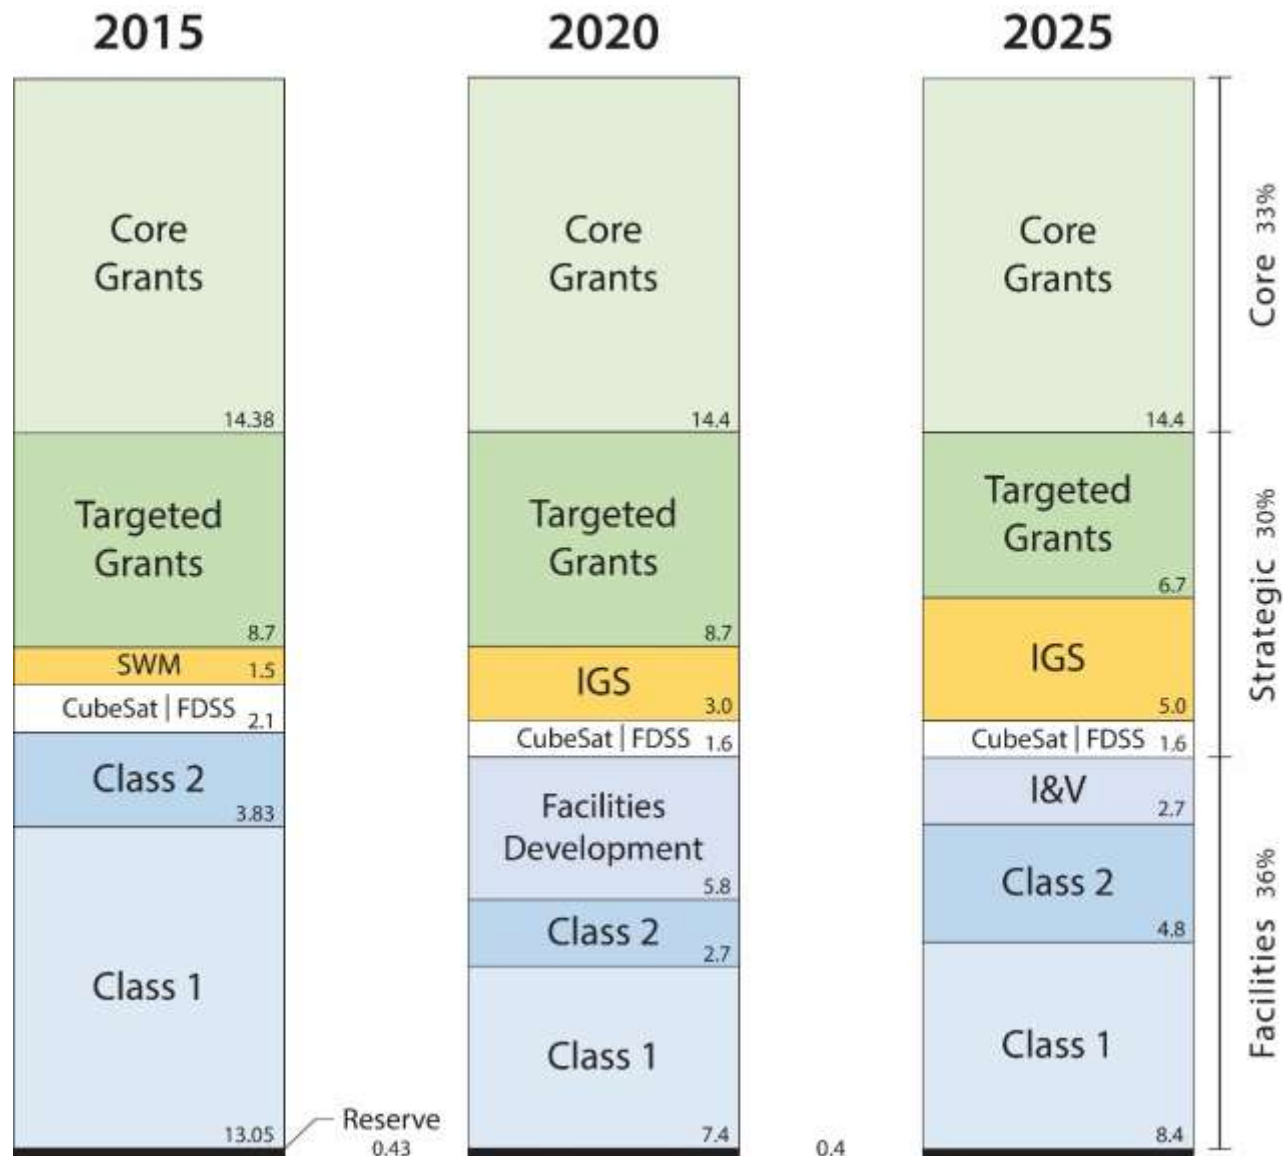 2015
Core
Grants
14.38
Targeted
Grants
8.7
SWM 1.5
CubeSat | FDSS 2.1
Class 2
3.83
Class 1
13.05
Reserve
0.43
2020
Core
Grants
14.4
Targeted
Grants
8.7
IGS
3.0
CubeSat | FDSS 1.6
Facilities
Development
5.8
Class 2
2.7
Class 1
7.4
0.4
2025
Core
Grants
14.4
Targeted
Grants
6.7
IGS
5.0
CubeSat | FDSS 1.6
I&V
2.7
Class 2
4.8
Class 1
8.4
Core 33%
Strategic 30%
Facilities 36%